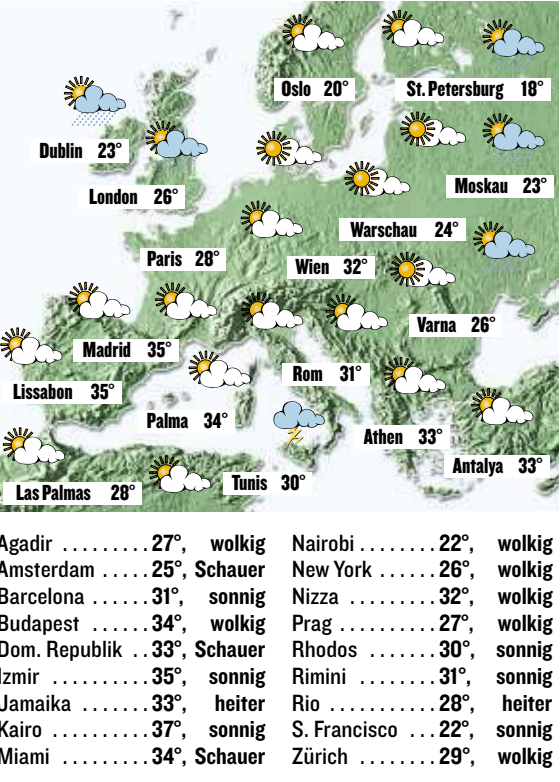 Oslo 20°
St. Petersburg 18°
Dublin 23°
Moskau 23°
London 26°
Warschau 24°
Paris 28°
Wien 32°
Varna 26°
Madrid 35°
Rom 31°
Lissabon 35°
Palma 34°
Athen 33°
Antalya 33°
Las Palmas 28°
Tunis 30°
Agadir ......... 27°, wolkig
Amsterdam ..... 25°, Schauer
Barcelona ...... 31°, sonnig
Budapest ...... 34°, wolkig
Dom. Republik .. 33°, Schauer
Izmir ......... 35°, sonnig
Jamaika ....... 33°, heiter
Kairo ......... 37°, sonnig
Miami ......... 34°, Schauer
Nairobi ........ 22°, wolkig
New York ...... 26°, wolkig
Nizza ......... 32°, wolkig
Prag .......... 27°, wolkig
Rhodos ....... 30°, sonnig
Rimini ........ 31°, sonnig
Rio ........... 28°, heiter
S. Francisco ... 22°, sonnig
Zürich ........ 29°, wolkig